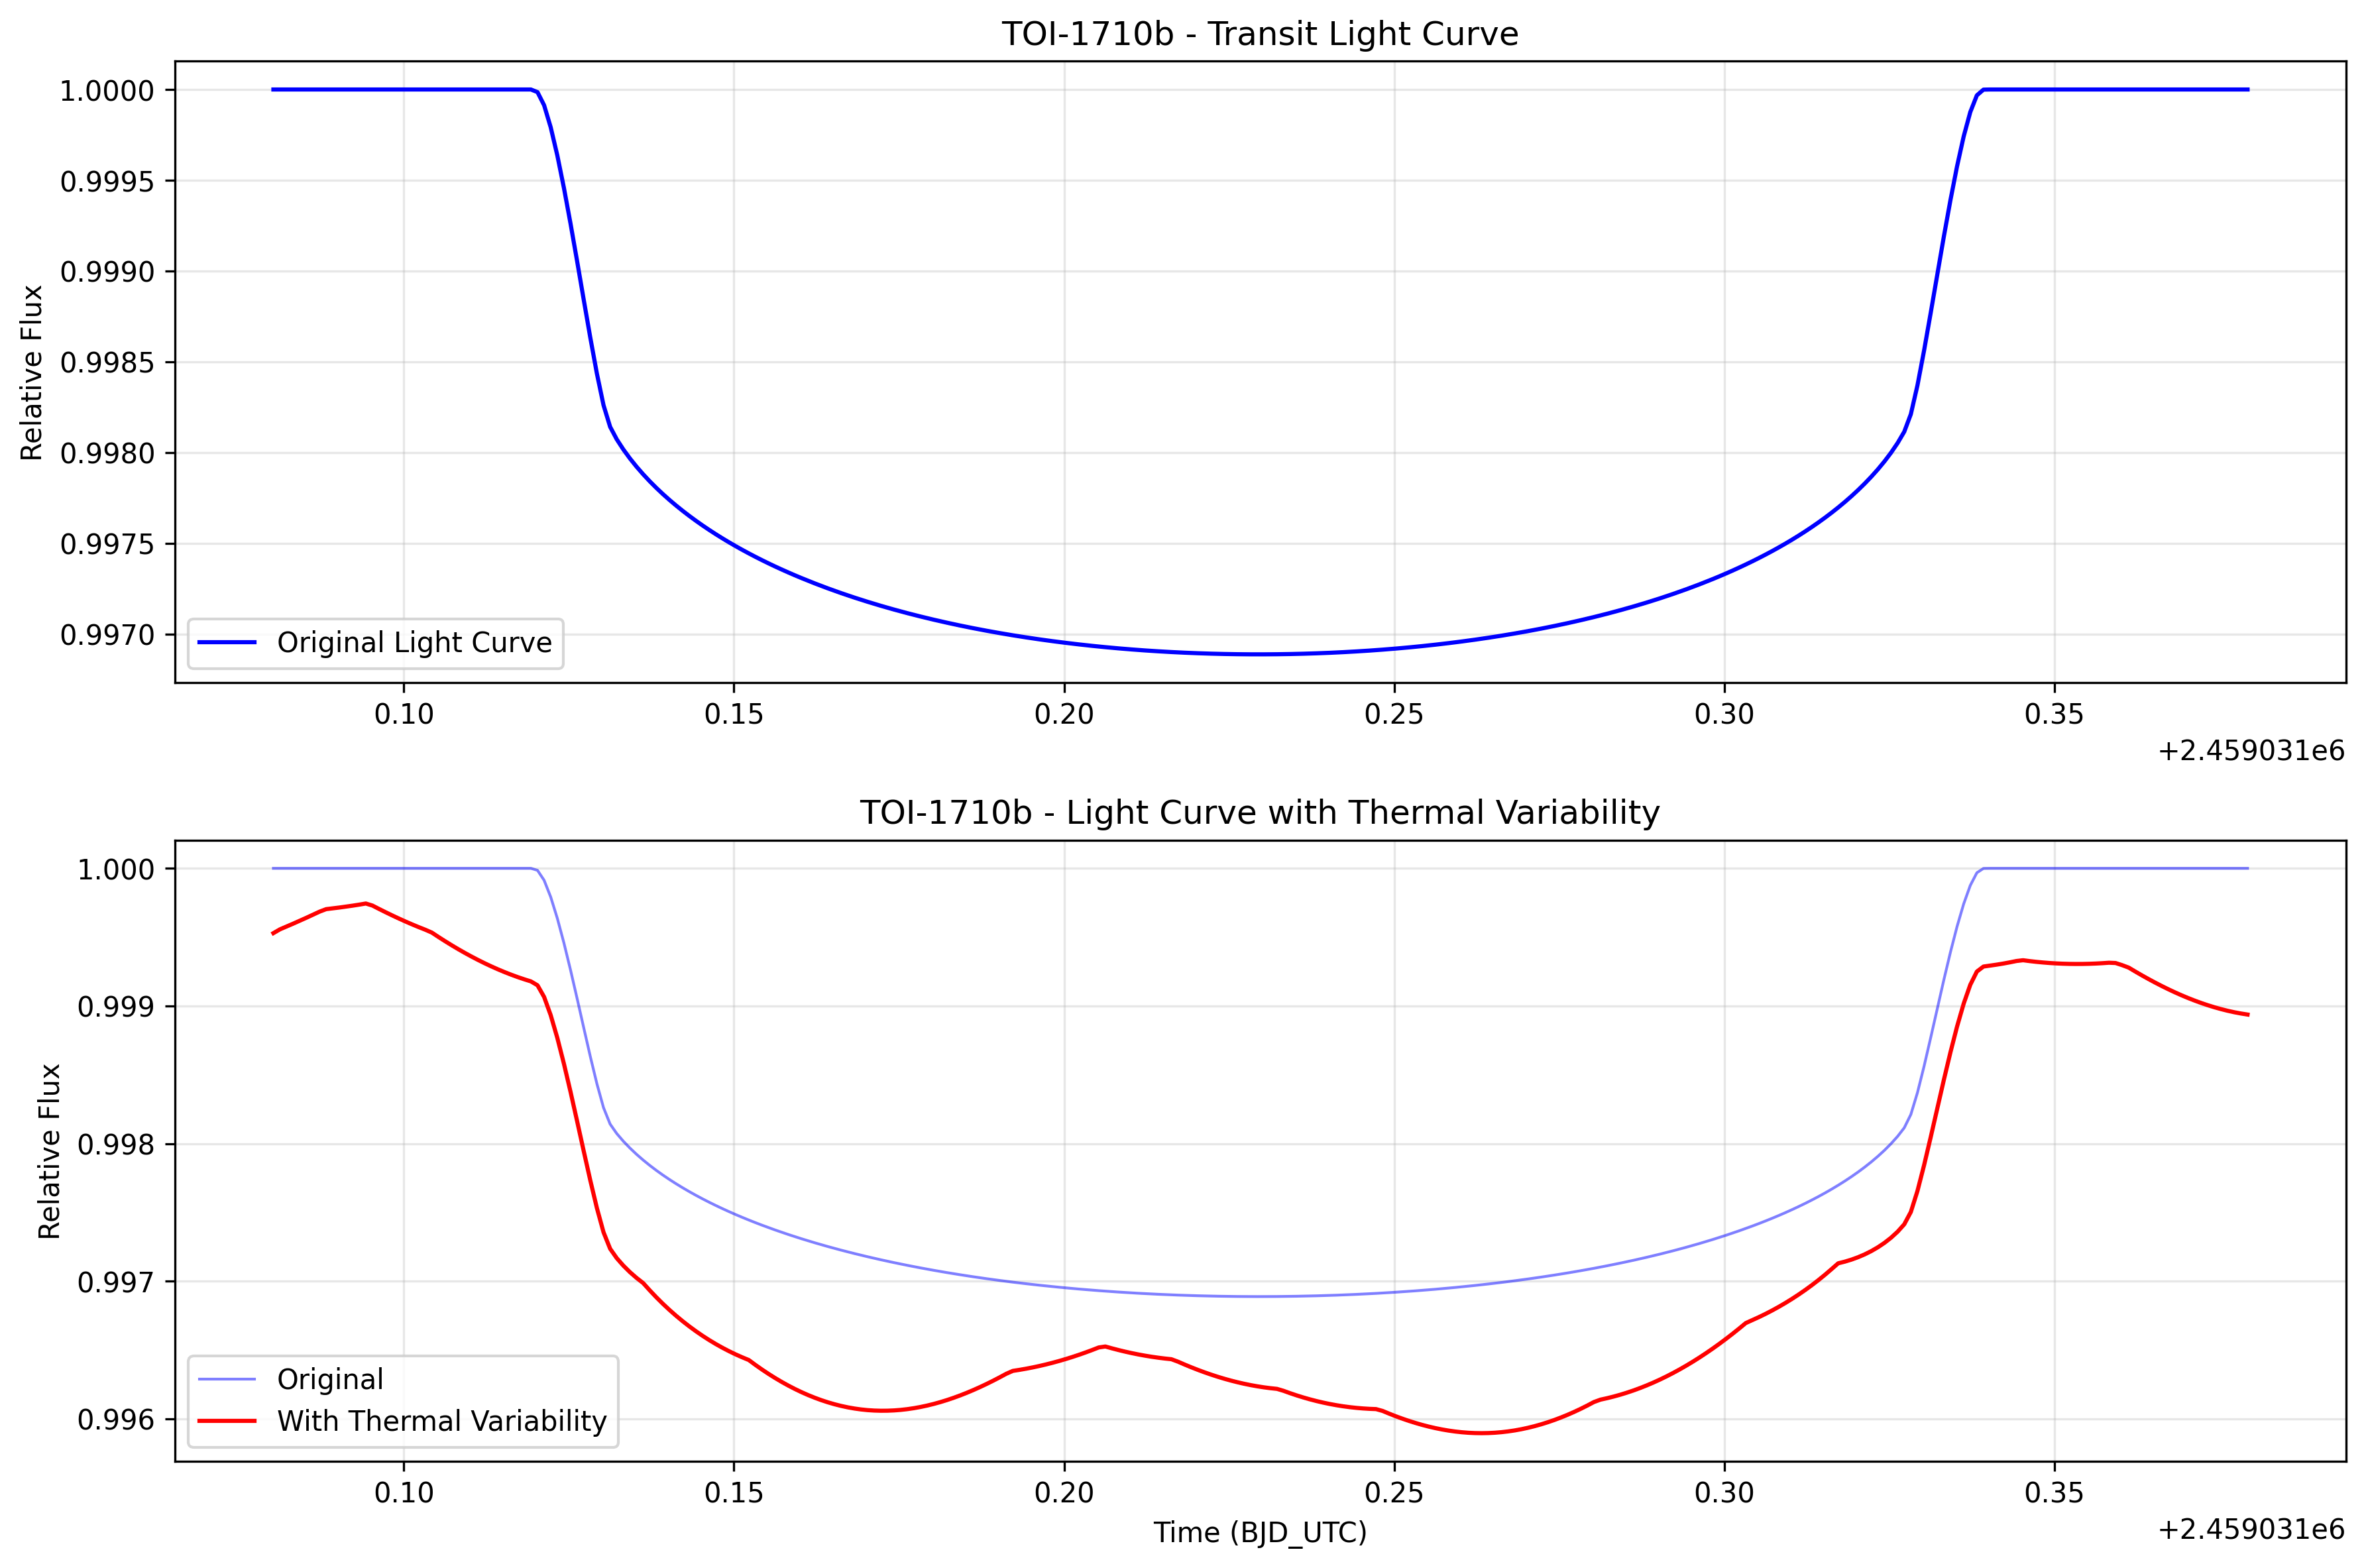 TOI-1710b - Transit Light Curve
Relative Flux
1.0000
0.9995
0.9990
0.9985
0.9980
0.9975
0.9970
Original Light Curve
0.10 0.15 0.20 0.25 0.30 0.35
+2.459031e6
TOI-1710b - Light Curve with Thermal Variability
Relative Flux
1.000
0.999
0.998
0.997
0.996
Original
With Thermal Variability
0.10 0.15 0.20 0.25 0.30 0.35
Time (BJD_UTC)
+2.459031e6